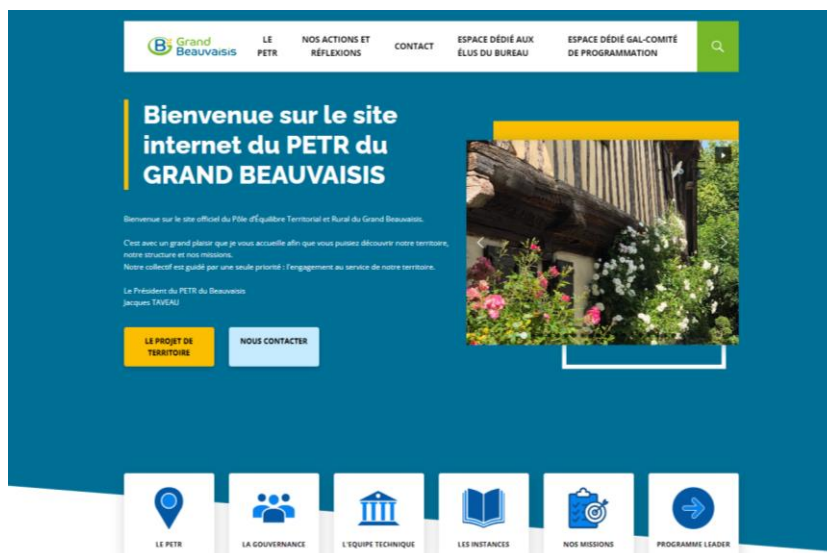 Grand
Beauvaisis
LE
PETR
NOS ACTIONS ET
RÉFLEXIONS
CONTACT
ESPACE DÉDIÉ AUX
ÉLUS DU BUREAU
ESPACE DÉDIÉ GAL-COMITÉ
DE PROGRAMMATION
Bienvenue sur le site
internet du PETR du
GRAND BEAUVAISIS
Bienvenue sur le site officiel du Pôle d'Équilibre Territorial et Rural du Grand Beauvaisis.
C'est avec un grand plaisir que je vous accueille afin que vous puissiez découvrir notre territoire,
notre structure et nos missions.
Notre collectif est guidé par une seule priorité : l'engagement au service de notre territoire.
Le Président du PETR du Beauvaisis
Jacques TAVEAU
LE PROJET DE
TERRITOIRE
NOUS CONTACTER
LE PETR
LA GOUVERNANCE
L'EQUIPE TECHNIQUE
LES INSTANCES
NOS MISSIONS
PROGRAMME LEADER